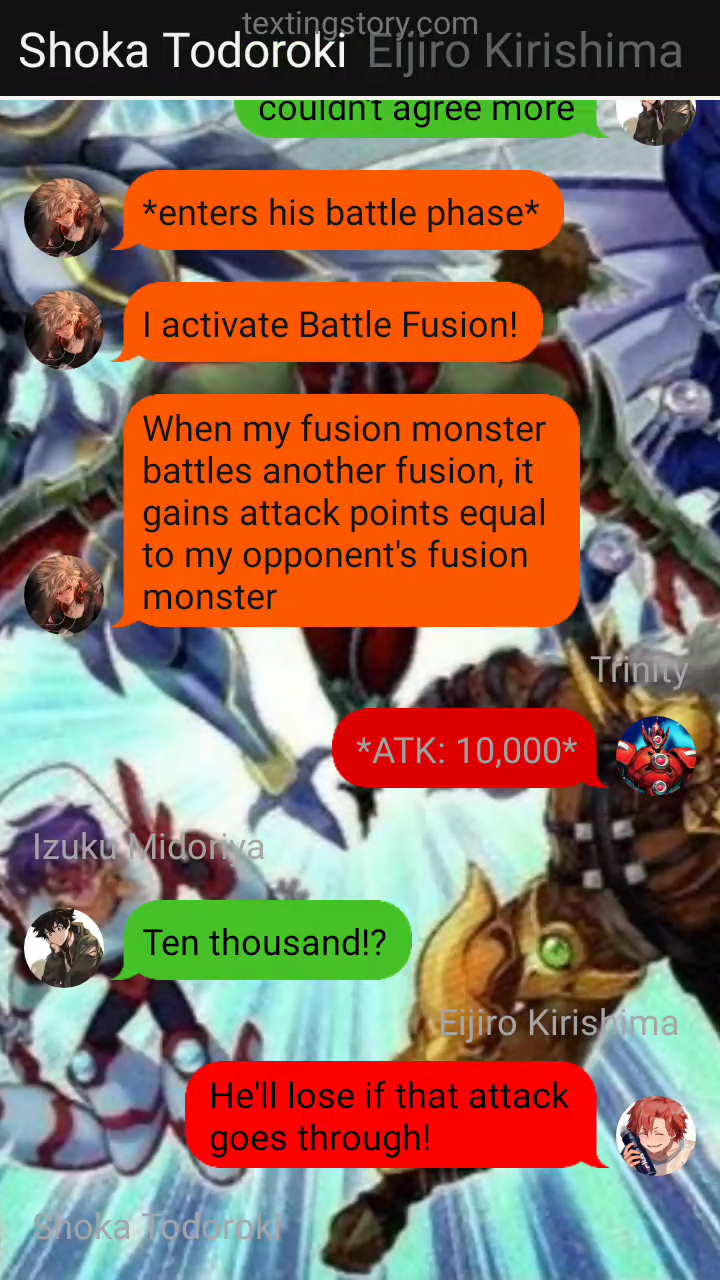 textingstory.com
Shoka Todoroki Eijiro Kirishima
couldn't agree more
*enters his battle phase*
I activate Battle Fusion!
When my fusion monster
battles another fusion, it
gains attack points equal
to my opponent's fusion
monster
Trinity
*ATK: 10,000*
Izuku Midoriya
Ten thousand!?
Eijiro Kirishima
He'll lose if that attack
goes through!
Shoka Todoroki